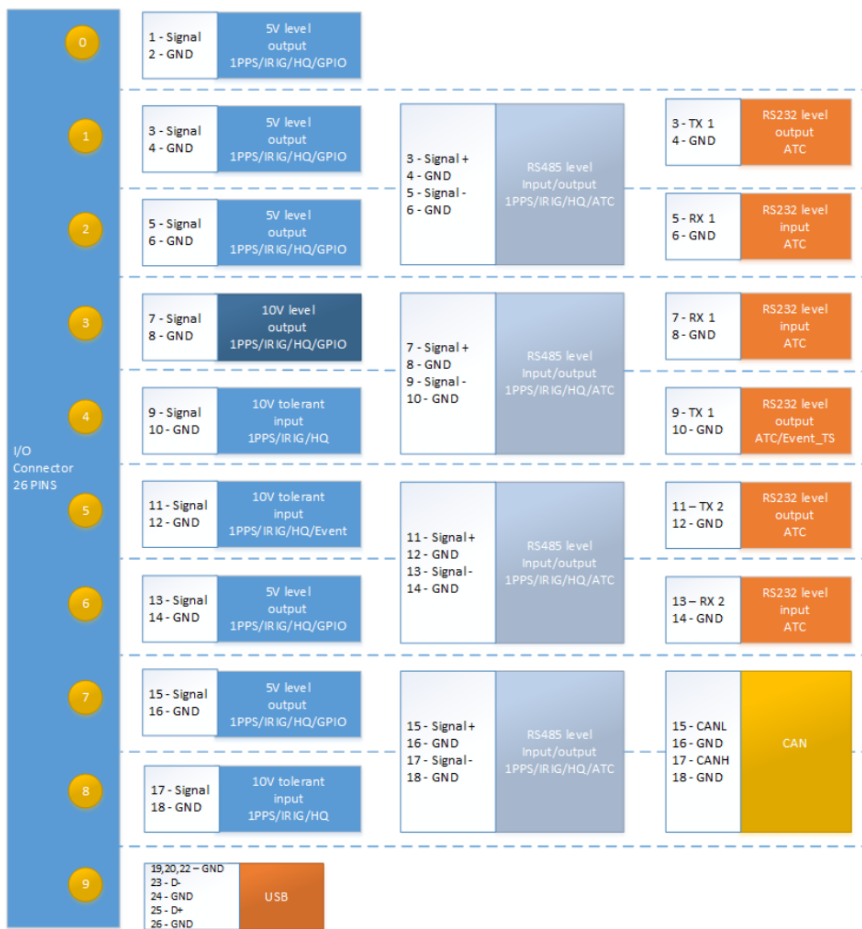 I/O
Connector
26 PINS
0
1 - Signal
2 - GND
5V level
output
1PPS/IRIG/HQ/GPIO
1
3 - Signal
4 - GND
5V level
output
1PPS/IRIG/HQ/GPIO
3 - Signal +
4 - GND
5 - Signal -
6 - GND
RS485 level
Input/output
1PPS/IRIG/HQ/ATC
3 - TX 1
4 - GND
RS232 level
output
ATC
2
5 - Signal
6 - GND
5V level
output
1PPS/IRIG/HQ/GPIO
5 - RX 1
6 - GND
RS232 level
input
ATC
3
7 - Signal
8 - GND
10V level
output
1PPS/IRIG/HQ/GPIO
7 - Signal +
8 - GND
9 - Signal -
10 - GND
RS485 level
Input/output
1PPS/IRIG/HQ/ATC
7 - RX 1
8 - GND
RS232 level
input
ATC
4
9 - Signal
10 - GND
10V tolerant
input
1PPS/IRIG/HQ
9 - TX 1
10 - GND
RS232 level
output
ATC/Event_TS
5
11 - Signal
12 - GND
10V tolerant
input
1PPS/IRIG/HQ/Event
11 - Signal +
12 - GND
13 - Signal -
14 - GND
RS485 level
Input/output
1PPS/IRIG/HQ/ATC
11 – TX 2
12 - GND
RS232 level
output
ATC
6
13 - Signal
14 - GND
5V level
output
1PPS/IRIG/HQ/GPIO
13 – RX 2
14 - GND
RS232 level
input
ATC
7
15 - Signal
16 - GND
5V level
output
1PPS/IRIG/HQ/GPIO
15 - Signal +
16 - GND
17 - Signal -
18 - GND
RS485 level
Input/output
1PPS/IRIG/HQ/ATC
15 - CANL
16 - GND
17 - CANH
18 - GND
CAN
8
17 - Signal
18 - GND
10V tolerant
input
1PPS/IRIG/HQ
9
19,20,22 – GND
23 - D-
24 - GND
25 - D+
26 - GND
USB